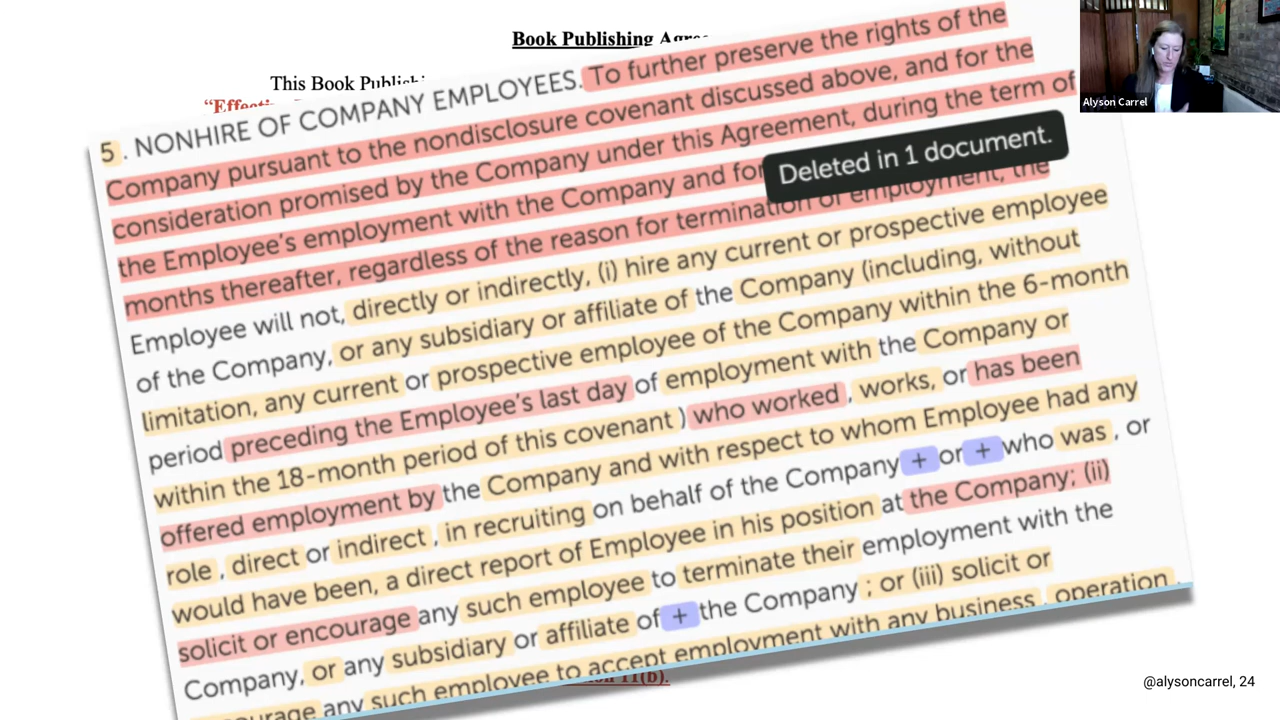 Book Publishing Agre
This Book Publishi
“Effecti
5 . NONHIRE OF COMPANY EMPLOYEES. To further preserve the rights of the
Company pursuant to the nondisclosure covenant discussed above, and for the
consideration promised by the Company under this Agreement, during the term of
the Employee’s employment with the Company and for
Deleted in 1 document.
months thereafter, regardless of the reason for termination of employment, the
Employee will not, directly or indirectly, (i) hire any current or prospective employee
of the Company, or any subsidiary or affiliate of the Company (including, without
limitation, any current or prospective employee of the Company within the 6-month
period preceding the Employee’s last day of employment with the Company or
within the 18-month period of this covenant ) who worked , works, or has been
offered employment by the Company and with respect to whom Employee had any
role , direct or indirect , in recruiting on behalf of the Company + or + who was , or
would have been, a direct report of Employee in his position at the Company; (ii)
solicit or encourage any such employee to terminate their employment with the
Company, or any subsidiary or affiliate of + the Company ; or (iii) solicit or
encourage any such employee to accept employment with any business , operation ,
11(b).
Alyson Carrel
@alysoncarrel, 24